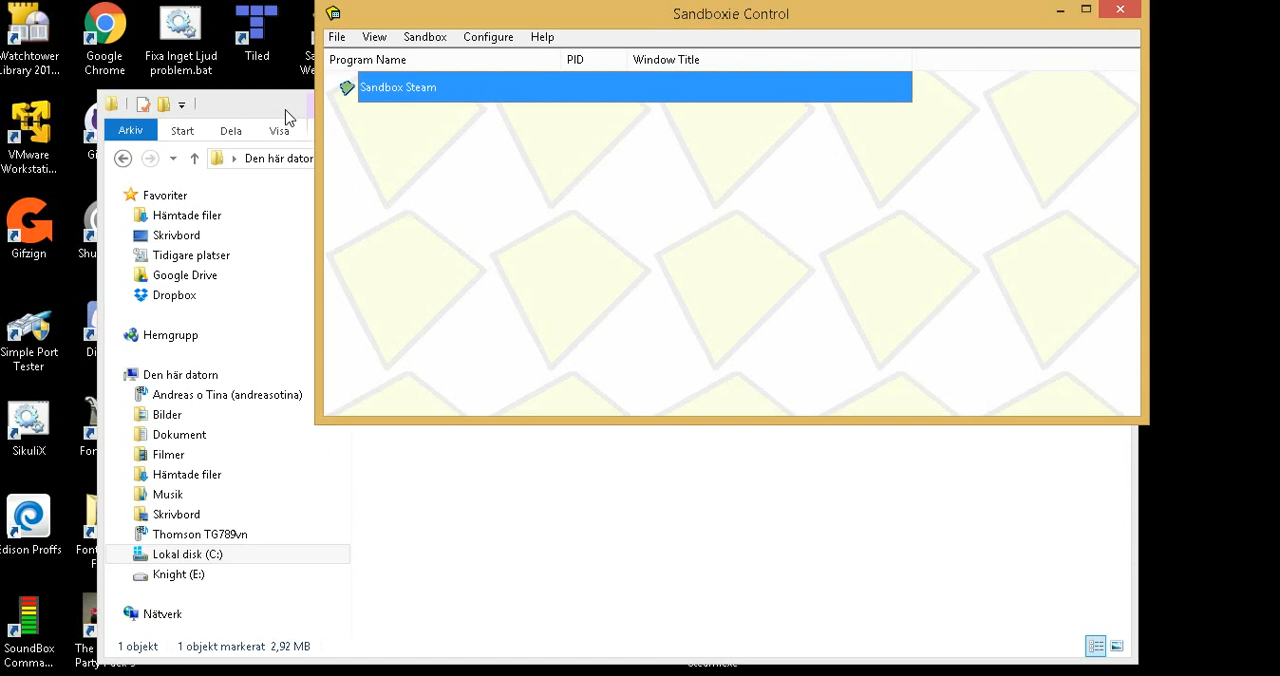 Sandboxie Control
File View Sandbox Configure Help
Program Name PID Window Title
Sandbox Steam
Watchtower
Library 201...
Google
Chrome
Fixa Inget Ljud
problem.bat
Tiled
VMware
Workstati...
Gifzign
Simple Port
Tester
SikuliX
Edison Proffs
SoundBox
Comma...
Arkiv Start Dela Visa
Den här dator
Favoriter
Hämtade filer
Skrivbord
Tidigare platser
Google Drive
Dropbox
Hemgrupp
Den här datorn
Andreas o Tina (andreasotina)
Bilder
Dokument
Filmer
Hämtade filer
Musik
Skrivbord
Thomson TG789vn
Lokal disk (C:)
Knight (E:)
Nätverk
1 objekt 1 objekt markerat 2,92 MB